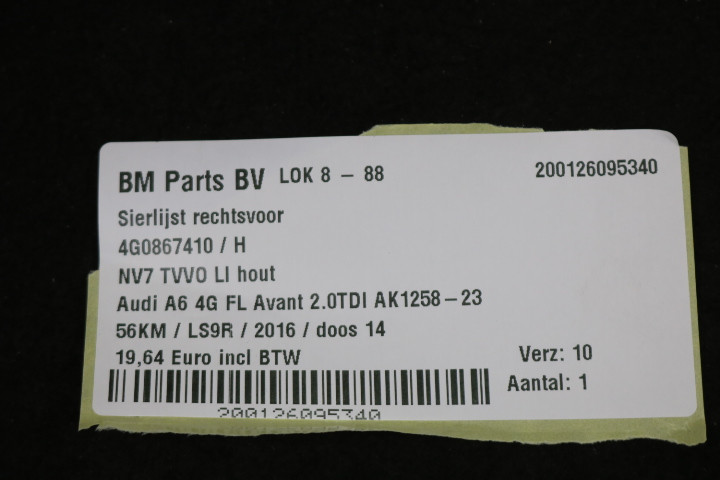 BM Parts BV LOK 8 - 88 200126095340
Sierlijst rechtsvoor
4G0867410 / H
NV7 TVVO LI hout
Audi A6 4G FL Avant 2.0TDI AK1258-23
56KM / LS9R / 2016 / doos 14
19,64 Euro incl BTW Verz: 10
Aantal: 1
200126095340